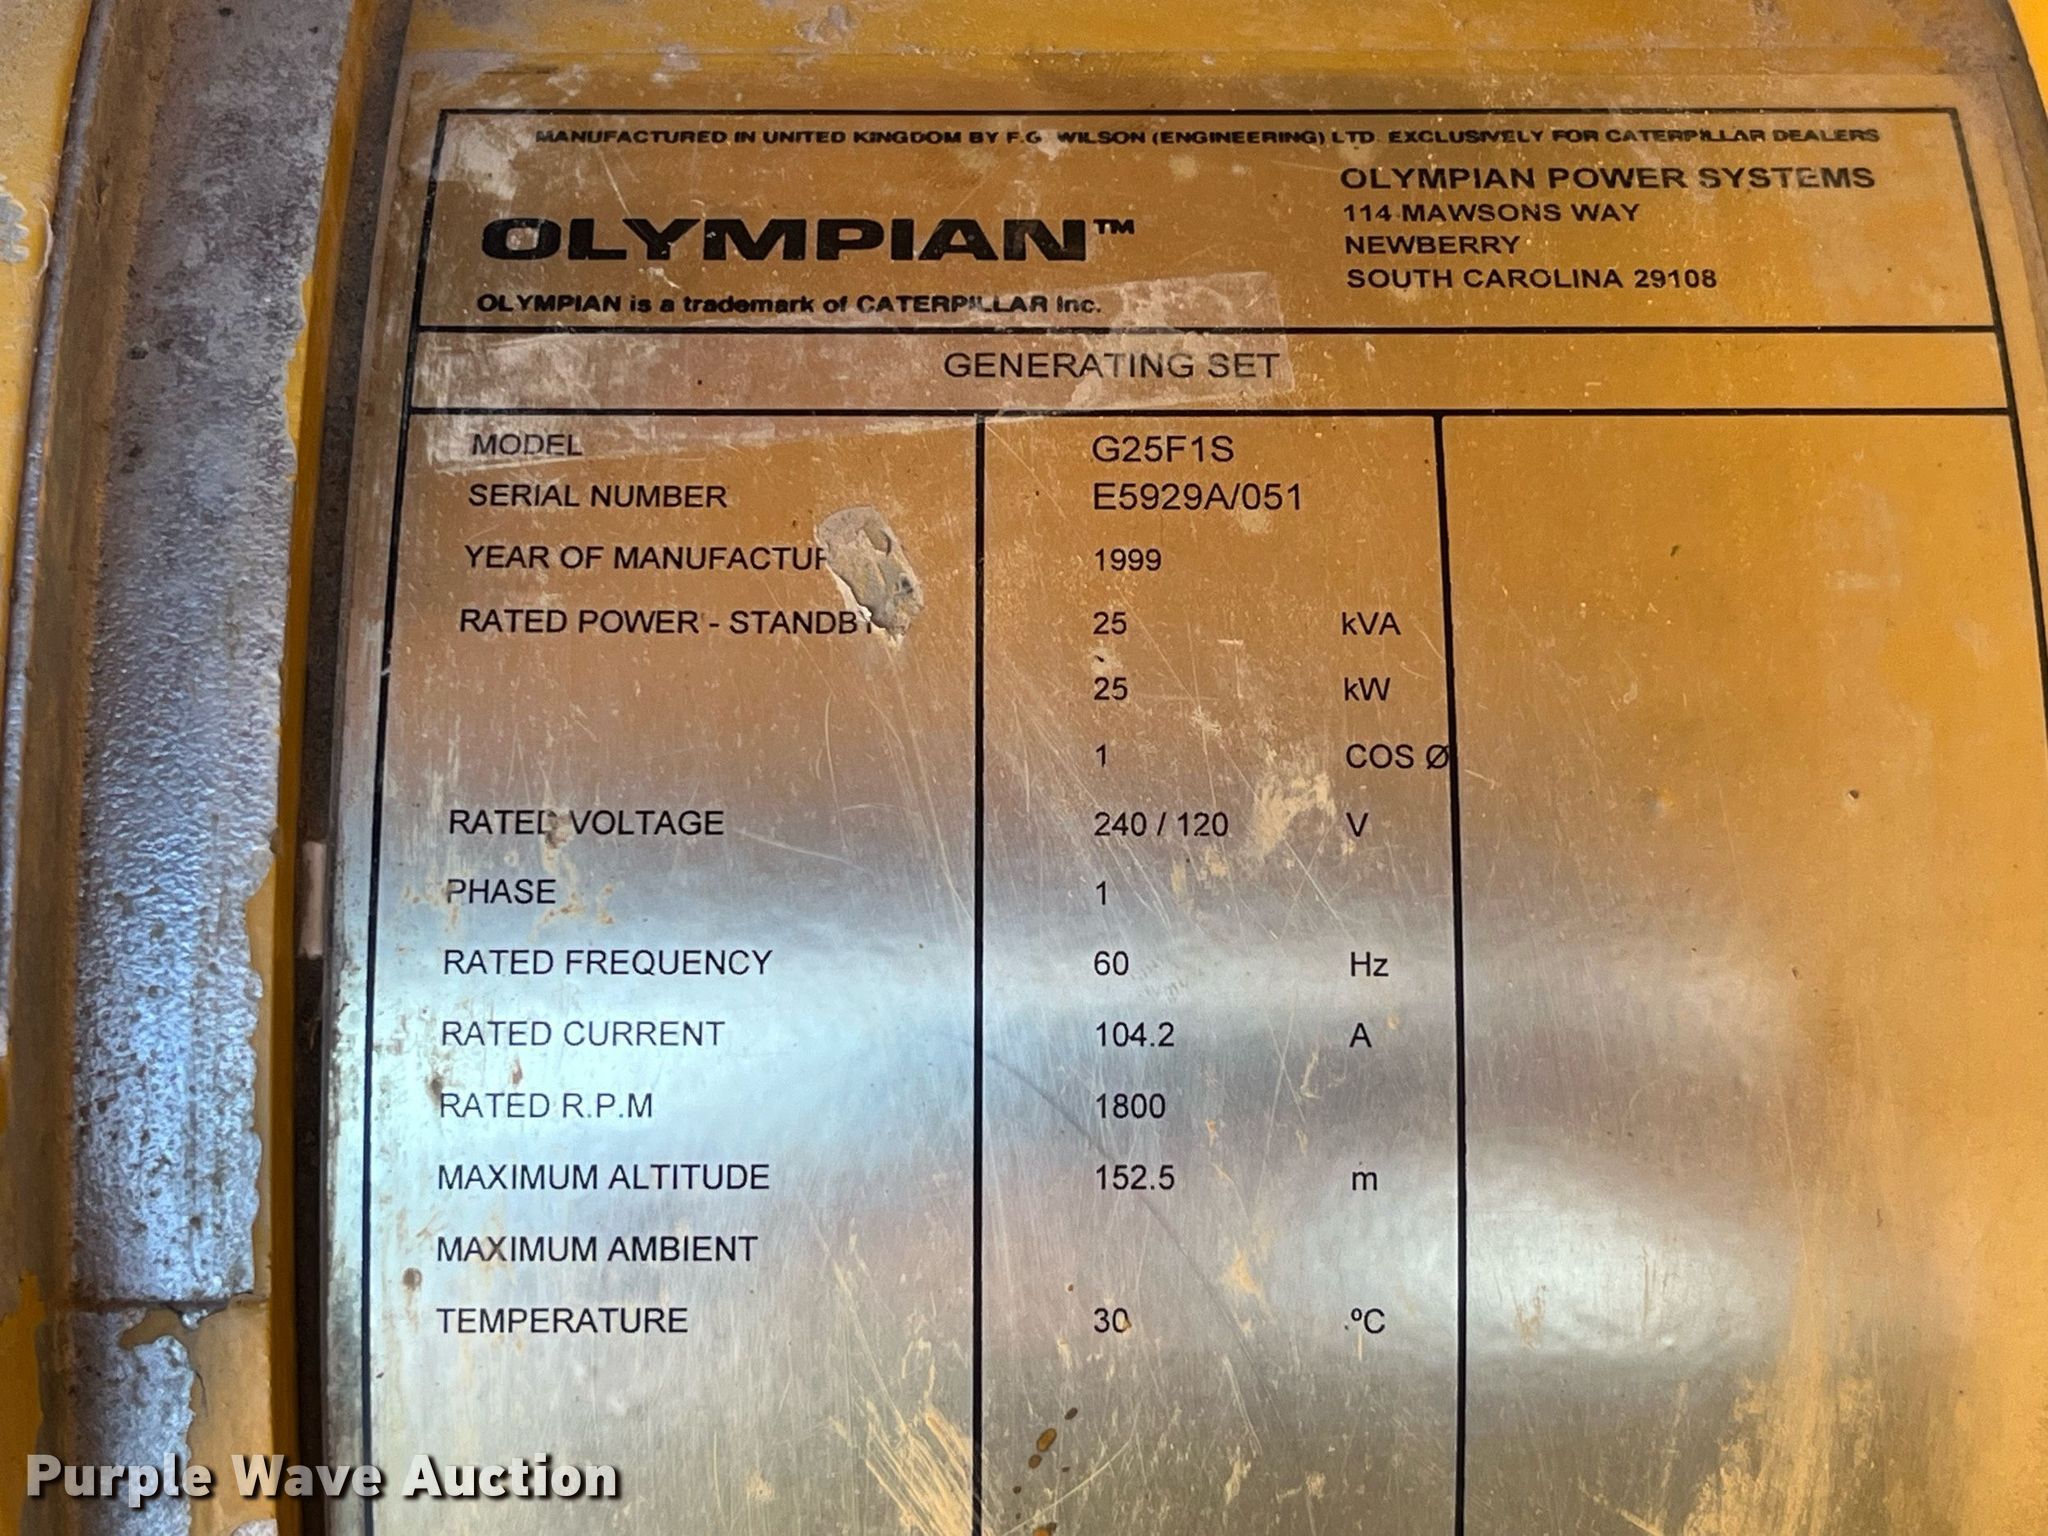 MANUFACTURED IN UNITED KINGDOM BY F.G. WILSON (ENGINEERING) LTD. EXCLUSIVELY FOR CATERPILLAR DEALERS
OLYMPIAN™
OLYMPIAN is a trademark of CATERPILLAR Inc.
OLYMPIAN POWER SYSTEMS
114 MAWSONS WAY
NEWBERRY
SOUTH CAROLINA 29108
GENERATING SET
MODEL G25F1S
SERIAL NUMBER E5929A/051
YEAR OF MANUFACTUR 1999
RATED POWER - STANDBY 25 kVA
25 kW
1 COS Ø
RATED VOLTAGE 240 / 120 V
PHASE 1
RATED FREQUENCY 60 Hz
RATED CURRENT 104.2 A
RATED R.P.M 1800
MAXIMUM ALTITUDE 152.5 m
MAXIMUM AMBIENT
TEMPERATURE 30 ºC
Purple Wave Auction